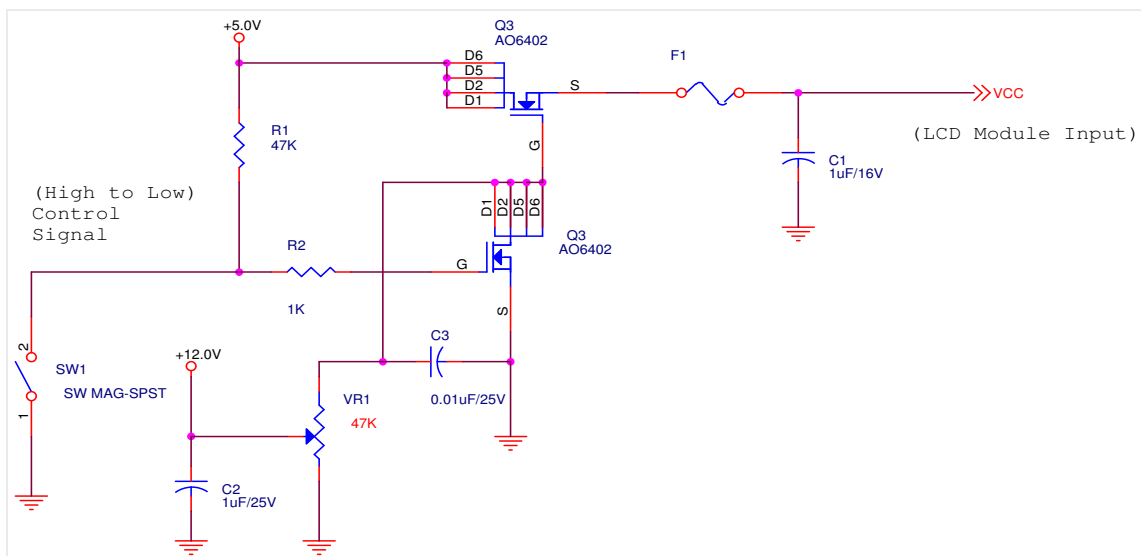 +5.0V
Q3
AO6402
F1
D6
D5
D2
D1
S
VCC
(LCD Module Input)
R1
47K
G
C1
1uF/16V
(High to Low)
Control
Signal
D1
D2
D5
D6
Q3
AO6402
R2
G
1K
S
C3
2
+12.0V
SW1
SW MAG-SPST
VR1
0.01uF/25V
47K
1
C2
1uF/25V